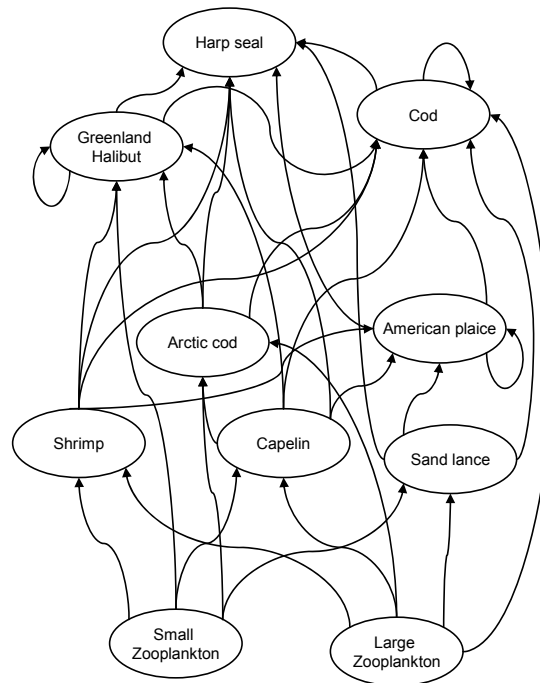 Harp seal
Cod
Greenland
Halibut
Arctic cod
American plaice
Shrimp
Capelin
Sand lance
Small
Zooplankton
Large
Zooplankton